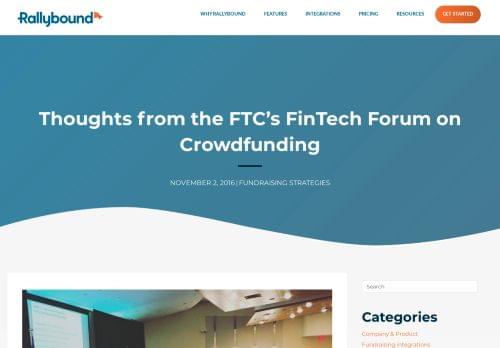 Rallybound
WHY RALLYBOUND
FEATURES
INTEGRATIONS
PRICING
RESOURCES
GET STARTED
Thoughts from the FTC's FinTech Forum on
Crowdfunding
NOVEMBER 2, 2016 | FUNDRAISING STRATEGIES
Search
Categories
Company & Product
Fundraising integrations